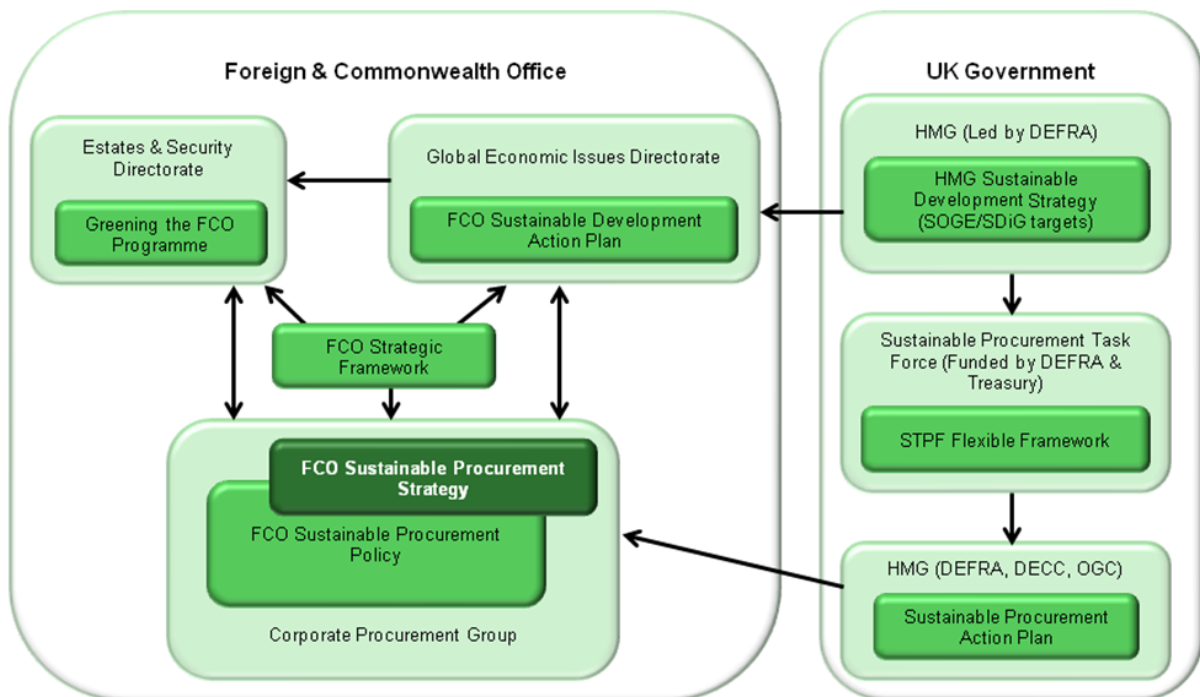 Foreign & Commonwealth Office
Estates & Security
Directorate
Greening the FCO
Programme
Global Economic Issues Directorate
FCO Sustainable Development
Action Plan
FCO Strategic
Framework
FCO Sustainable Procurement
Strategy
FCO Sustainable Procurement
Policy
Corporate Procurement Group
UK Government
HMG (Led by DEFRA)
HMG Sustainable
Development Strategy
(SOGE/SDiG targets)
Sustainable Procurement Task
Force (Funded by DEFRA &
Treasury)
STPF Flexible Framework
HMG (DEFRA, DECC, OGC)
Sustainable Procurement
Action Plan